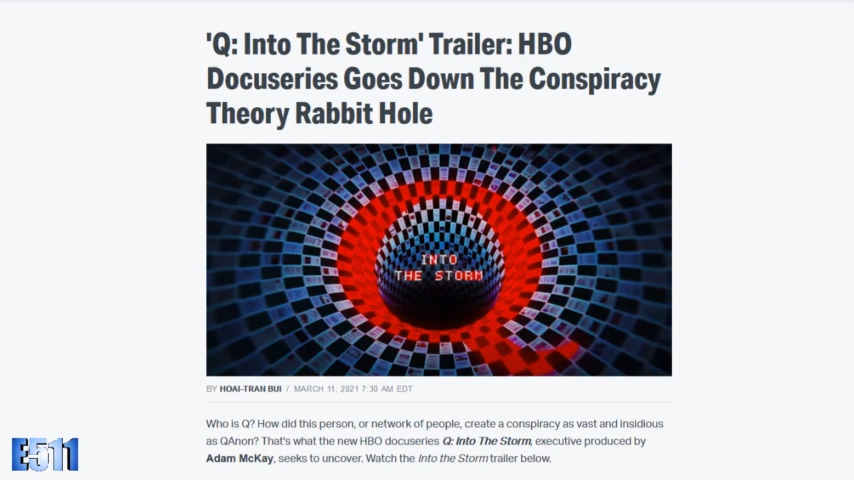 'Q: Into The Storm' Trailer: HBO
Docuseries Goes Down The Conspiracy
Theory Rabbit Hole
INTO
THE STORM
BY HOAI-TRAN BUI / MARCH 11, 2021 7:30 AM EDT
Who is Q? How did this person, or network of people, create a conspiracy as vast and insidious
as QAnon? That's what the new HBO docuseries Q: Into The Storm, executive produced by
Adam McKay, seeks to uncover. Watch the Into the Storm trailer below.
E511